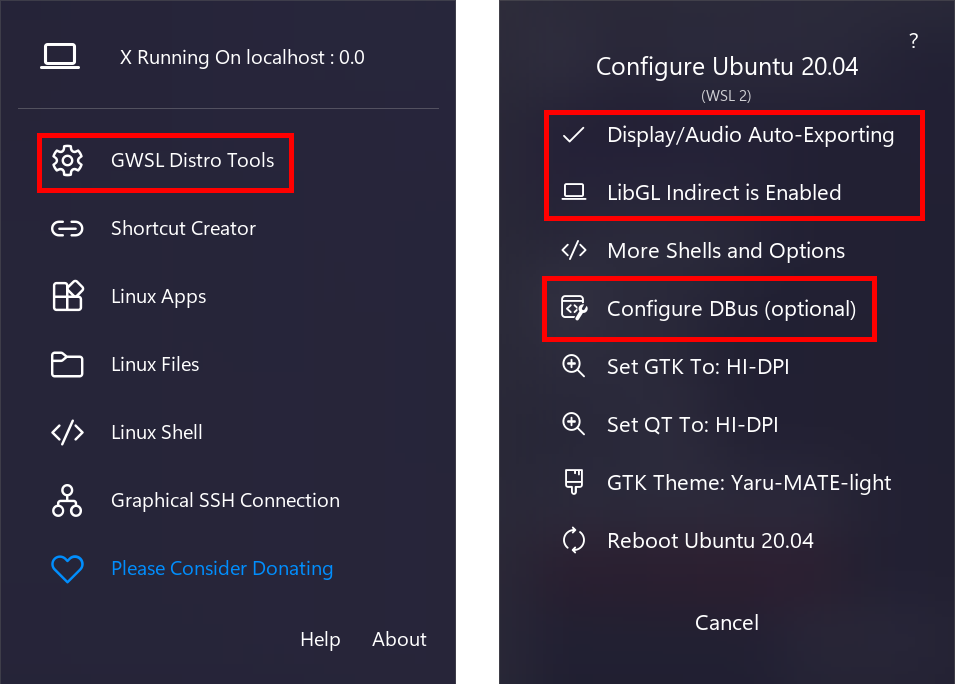 X Running On localhost : 0.0
GWSL Distro Tools
Shortcut Creator
Linux Apps
Linux Files
Linux Shell
Graphical SSH Connection
Please Consider Donating
Help About
?
Configure Ubuntu 20.04
(WSL 2)
Display/Audio Auto-Exporting
LibGL Indirect is Enabled
More Shells and Options
Configure DBus (optional)
Set GTK To: HI-DPI
Set QT To: HI-DPI
GTK Theme: Yaru-MATE-light
Reboot Ubuntu 20.04
Cancel